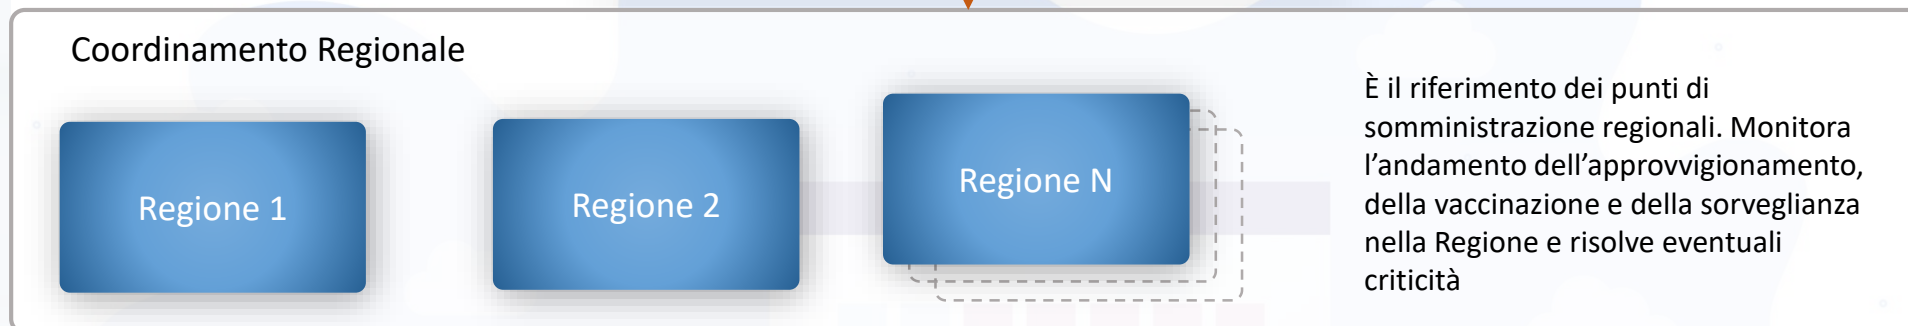 Coordinamento Regionale
Regione 1
Regione 2
Regione N
È il riferimento dei punti di
somministrazione regionali. Monitora
l’andamento dell’approvvigionamento,
della vaccinazione e della sorveglianza
nella Regione e risolve eventuali
criticità